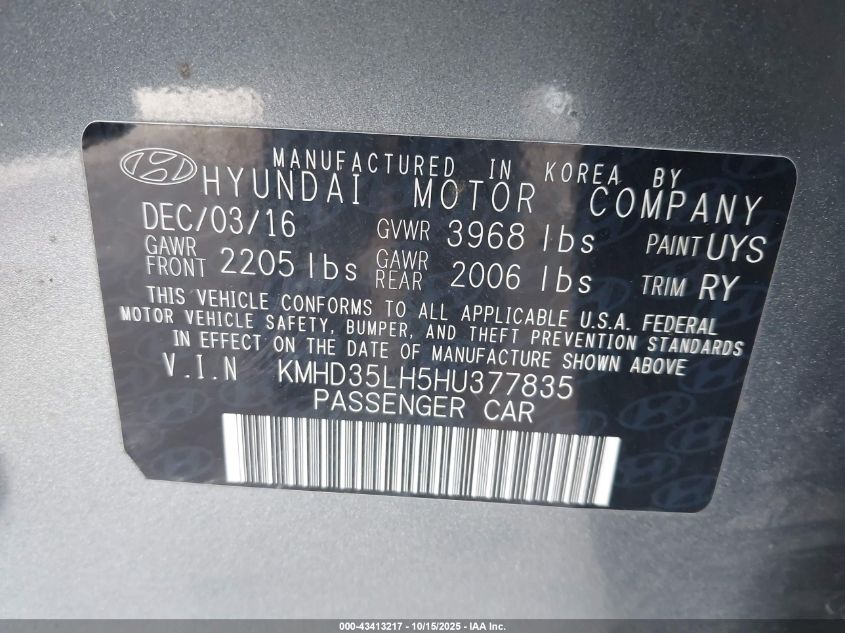 MANUFACTURED IN KOREA BY
HYUNDAI MOTOR COMPANY
DEC/03/16 GVWR 3968 lbs PAINT UYS
GAWR FRONT 2205 lbs GAWR REAR 2006 lbs TRIM RY
THIS VEHICLE CONFORMS TO ALL APPLICABLE U.S.A. FEDERAL
MOTOR VEHICLE SAFETY, BUMPER, AND THEFT PREVENTION STANDARDS
IN EFFECT ON THE DATE OF MANUFACTURE SHOWN ABOVE
V.I.N KMHD35LH5HU377835
PASSENGER CAR
000-43413217 - 10/15/2025 - IAA Inc.